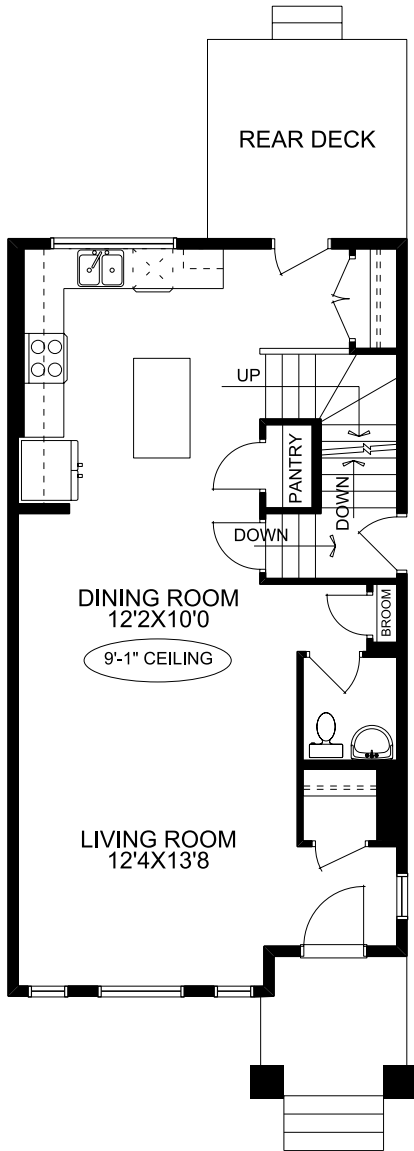 REAR DECK
UP
PANTRY
DOWN
DOWN
DINING ROOM
12'2X10'0
BROOM
9'-1" CEILING
LIVING ROOM
12'4X13'8